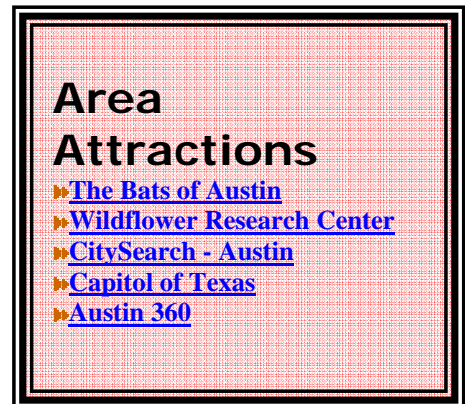 Area
Attractions
The Bats of Austin
Wildflower Research Center
CitySearch - Austin
Capitol of Texas
Austin 360